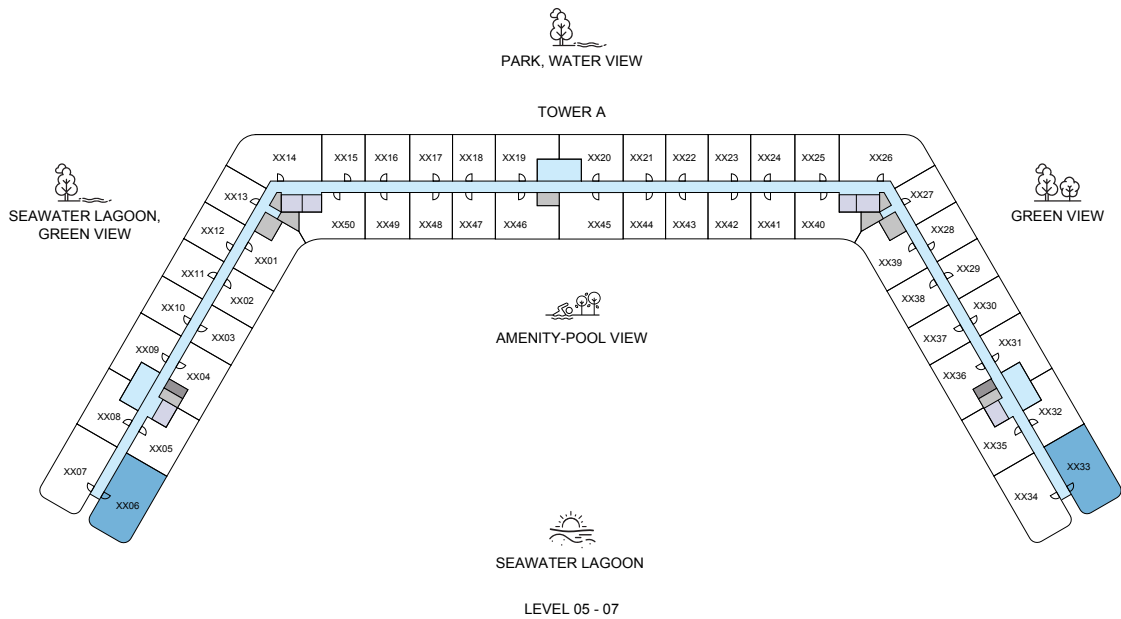 PARK, WATER VIEW
TOWER A
XX14 XX15 XX16 XX17 XX18 XX19 XX20 XX21 XX22 XX23 XX24 XX25 XX26
XX13 XX27
SEAWATER LAGOON,
GREEN VIEW
GREEN VIEW
XX50 XX49 XX48 XX47 XX46 XX45 XX44 XX43 XX42 XX41 XX40
XX12 XX28
XX01 XX39
XX11 XX29
XX02 XX38
XX10 XX30
XX03 XX37
AMENITY-POOL VIEW
XX09 XX31
XX04 XX36
XX08 XX32
XX05 XX35
XX07 XX33
XX06 XX34
SEAWATER LAGOON
LEVEL 05 - 07